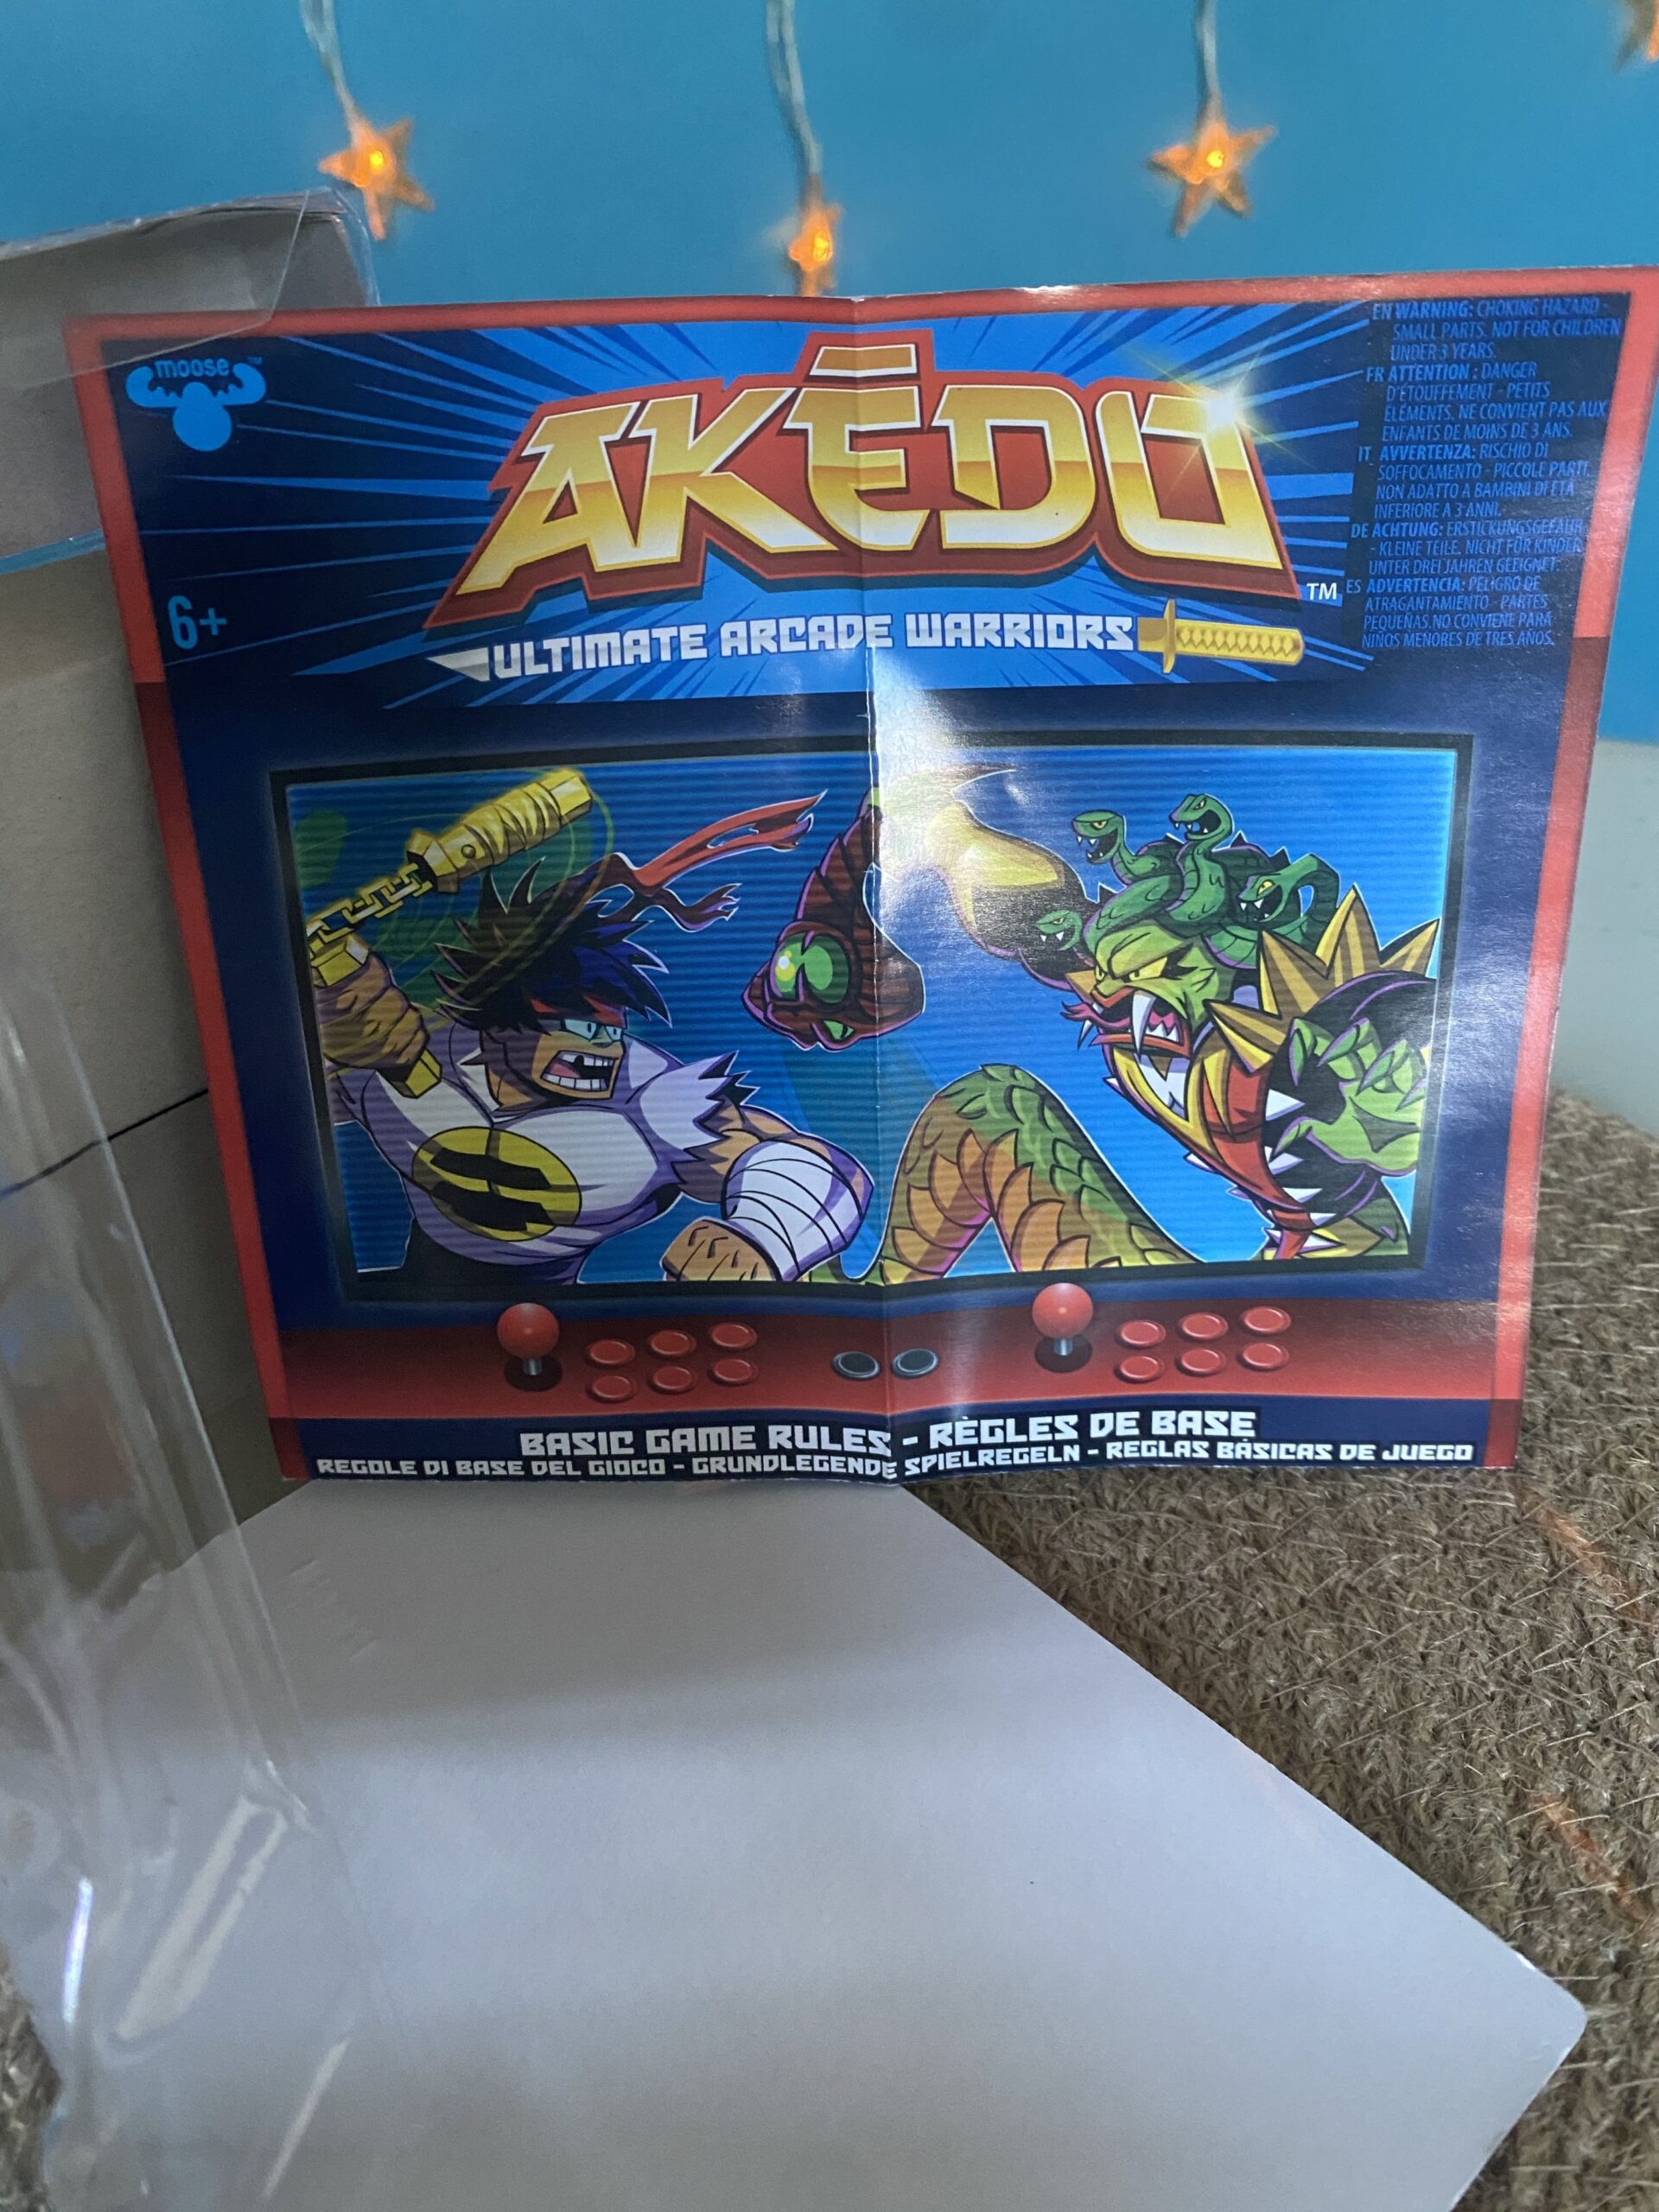 moose™
AKĒDO™
6+
ULTIMATE ARCADE WARRIORS
EN WARNING: CHOKING HAZARD -
SMALL PARTS. NOT FOR CHILDREN
UNDER 3 YEARS.
FR ATTENTION : DANGER
D'ÉTOUFFEMENT - PETITS
ÉLÉMENTS. NE CONVIENT PAS AUX
ENFANTS DE MOINS DE 3 ANS.
IT AVVERTENZA: RISCHIO DI
SOFFOCAMENTO - PICCOLE PARTI.
NON ADATTO A BAMBINI DI ETÀ
INFERIORE A 3 ANNI.
DE ACHTUNG: ERSTICKUNGSGEFAHR
- KLEINE TEILE. NICHT FÜR KINDER
UNTER DREI JAHREN GEEIGNET.
ES ADVERTENCIA: PELIGRO DE
ATRAGANTAMIENTO - PARTES
PEQUEÑAS. NO CONVIENE PARA
NIÑOS MENORES DE TRES AÑOS.
BASIC GAME RULES - RÈGLES DE BASE
REGOLE DI BASE DEL GIOCO - GRUNDLEGENDE SPIELREGELN - REGLAS BÁSICAS DE JUEGO